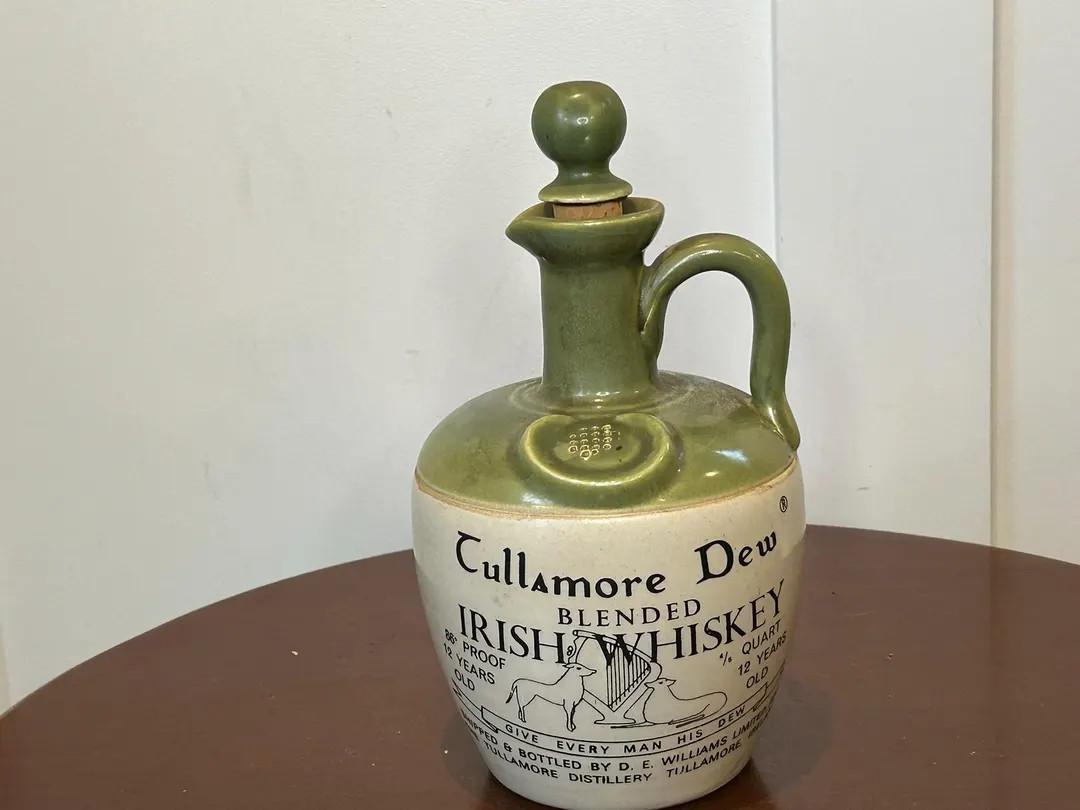 Tullamore Dew ®
BLENDED
IRISH WHISKEY
86° PROOF
12 YEARS
OLD
4/5 QUART
12 YEARS
OLD
GIVE EVERY MAN HIS DEW
SHIPPED & BOTTLED BY D. E. WILLIAMS LIMITED
TULLAMORE DISTILLERY TULLAMORE